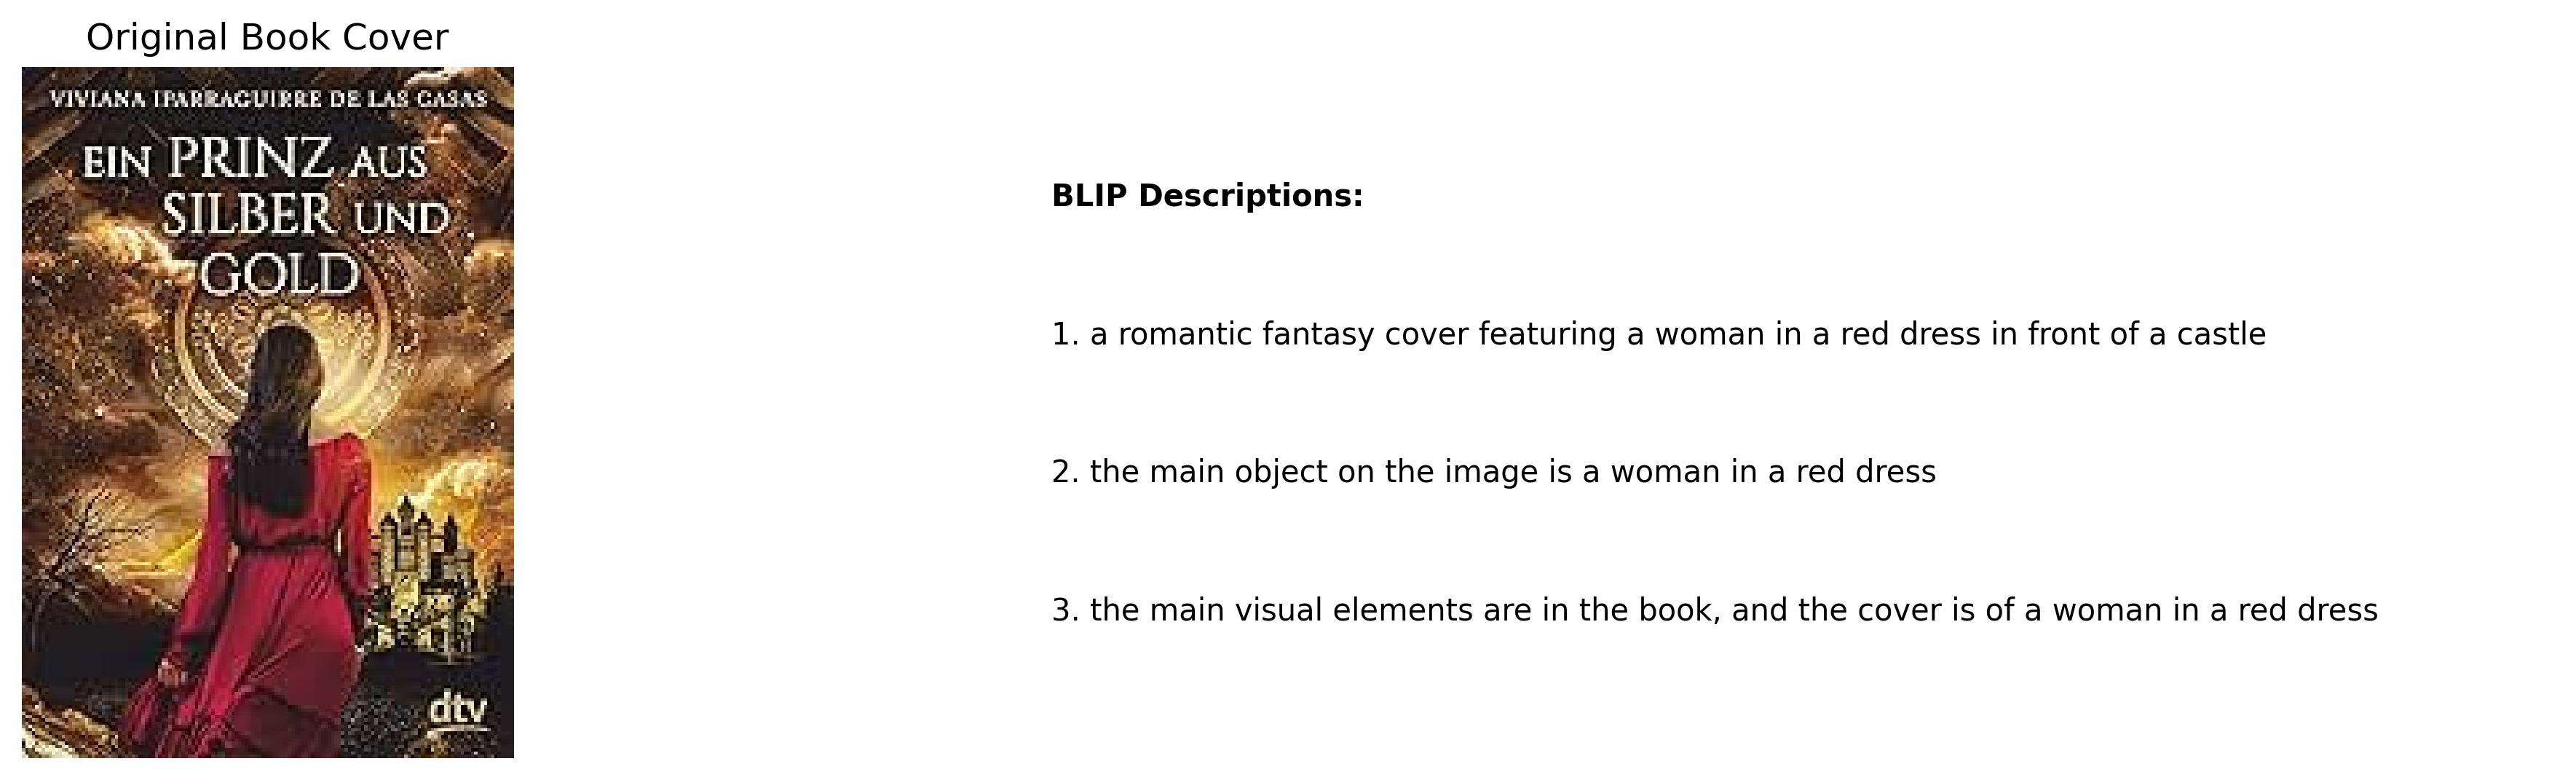 Original Book Cover
VIVIANA IPARRAGUIRRE DE LAS CASAS
EIN PRINZ AUS
SILBER UND
GOLD
dtv
BLIP Descriptions:
1. a romantic fantasy cover featuring a woman in a red dress in front of a castle
2. the main object on the image is a woman in a red dress
3. the main visual elements are in the book, and the cover is of a woman in a red dress